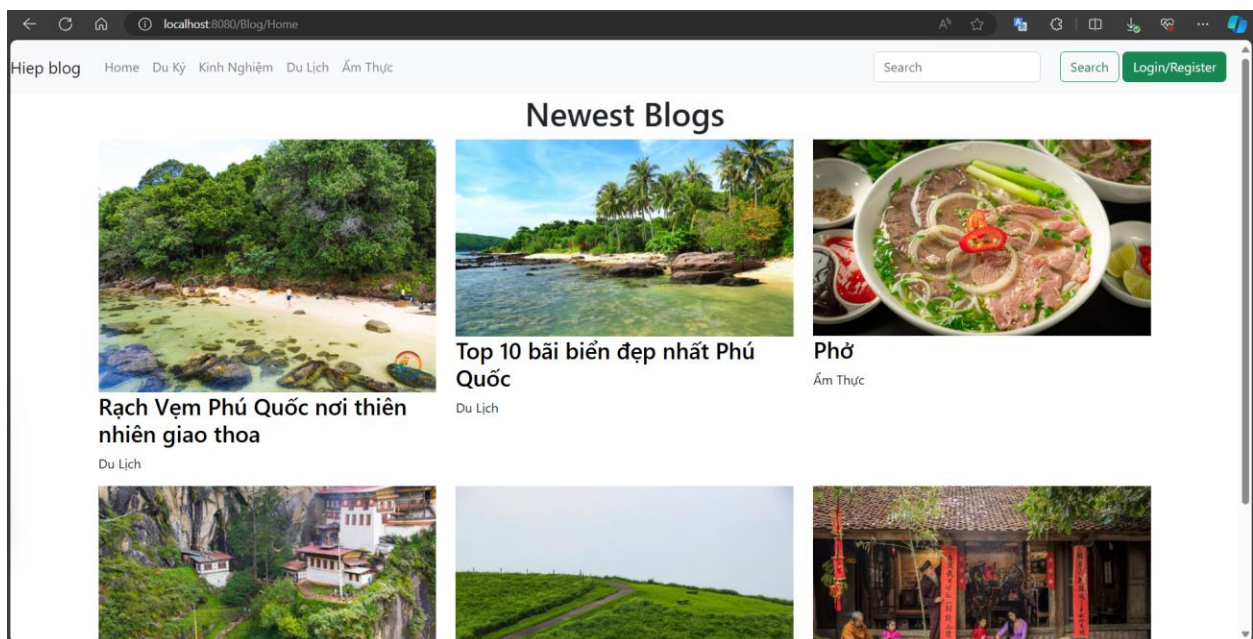 localhost:8080/Blog/Home
Hiep blog Home Du Ký Kinh Nghiệm Du Lịch Ẩm Thực Search Search Login/Register
Newest Blogs
Rạch Vẹm Phú Quốc nơi thiên
nhiên giao thoa
Du Lịch
Top 10 bãi biển đẹp nhất Phú
Quốc
Du Lịch
Phở
Ẩm Thực